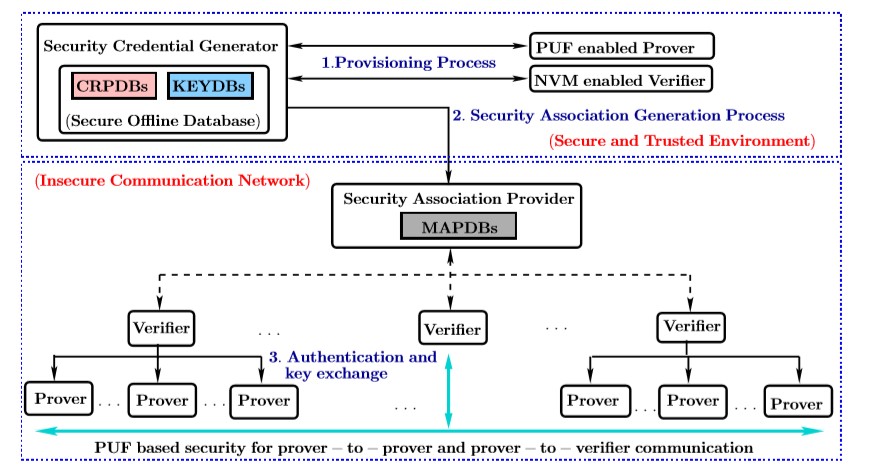 Security Credential Generator
CRPDBs KEYDBs
(Secure Offline Database)
1.Provisioning Process
PUF enabled Prover
NVM enabled Verifier
2. Security Association Generation Process
(Secure and Trusted Environment)
(Insecure Communication Network)
Security Association Provider
MAPDBs
Verifier ... Verifier ... Verifier
3. Authentication and
key exchange
Prover ... Prover ... Prover ... Prover ... Prover ... Prover
PUF based security for prover – to – prover and prover – to – verifier communication